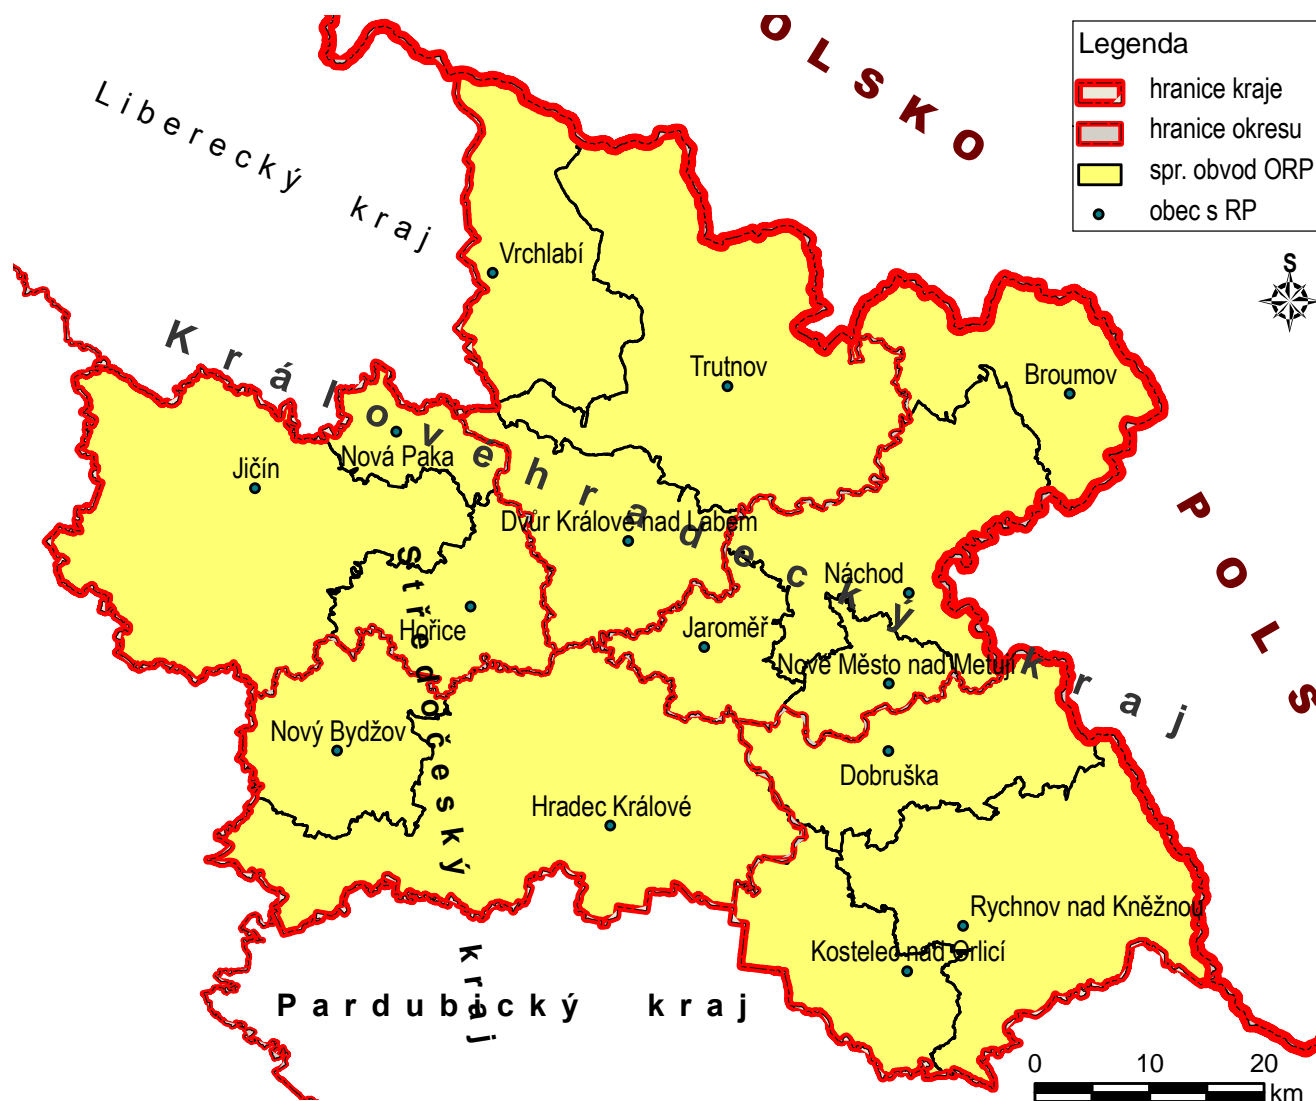 OLSKO
Legenda
hranice kraje
hranice okresu
spr. obvod ORP
obec s RP
S
Liberecký kraj
Vrchlabí
Královéhradecký kraj
Trutnov
Broumov
Nová Paka
Jičín
POLS
Dvůr Králové nad Labem
Středočeský kraj
Náchod
Hořice
Jaroměř
Nové Město nad Metují
Nový Bydžov
Dobruška
Hradec Králové
Rychnov nad Kněžnou
Kostelec nad Orlicí
Pardubický kraj
0 10 20
km